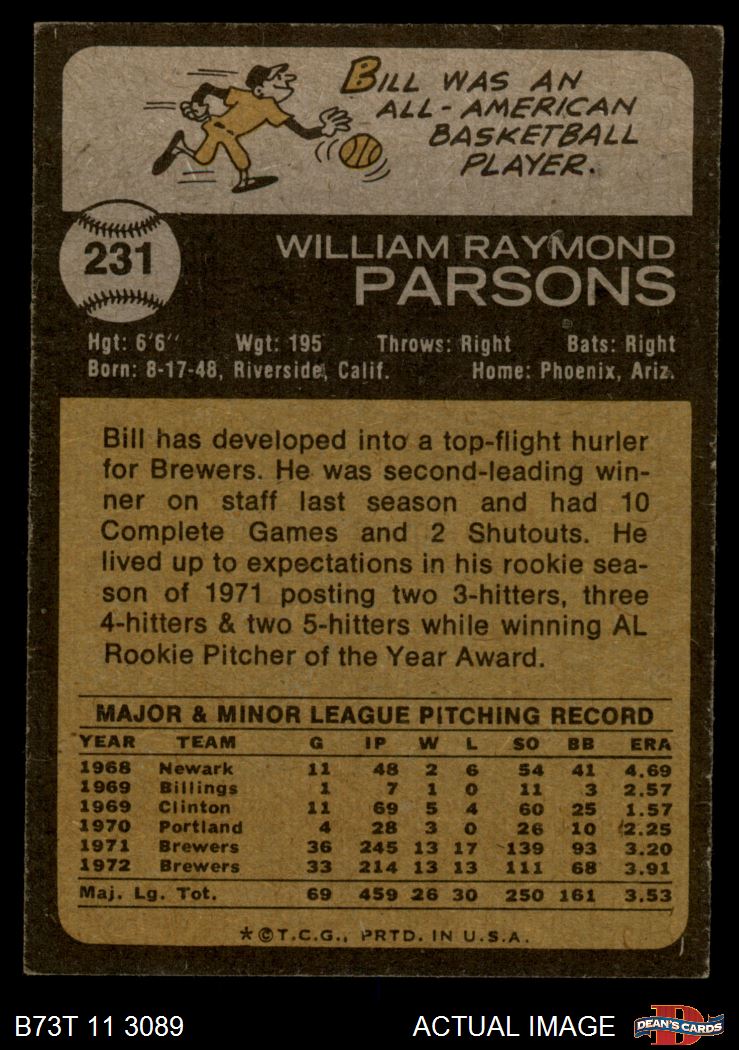 BILL WAS AN
ALL-AMERICAN
BASKETBALL
PLAYER.
231
WILLIAM RAYMOND
PARSONS
Hgt: 6'6" Wgt: 195 Throws: Right Bats: Right
Born: 8-17-48, Riverside, Calif. Home: Phoenix, Ariz.
Bill has developed into a top-flight hurler
for Brewers. He was second-leading win-
ner on staff last season and had 10
Complete Games and 2 Shutouts. He
lived up to expectations in his rookie sea-
son of 1971 posting two 3-hitters, three
4-hitters & two 5-hitters while winning AL
Rookie Pitcher of the Year Award.
MAJOR & MINOR LEAGUE PITCHING RECORD
YEAR TEAM G IP W L SO BB ERA
1968 Newark 11 48 2 6 54 41 4.69
1969 Billings 1 7 1 0 11 3 2.57
1969 Clinton 11 69 5 4 60 25 1.57
1970 Portland 4 28 3 0 26 10 2.25
1971 Brewers 36 245 13 17 139 93 3.20
1972 Brewers 33 214 13 13 111 68 3.91
Maj. Lg. Tot. 69 459 26 30 250 161 3.53
*©T.C.G., PRTD. IN U.S.A.
B73T 11 3089 ACTUAL IMAGE DEAN'S CARDS